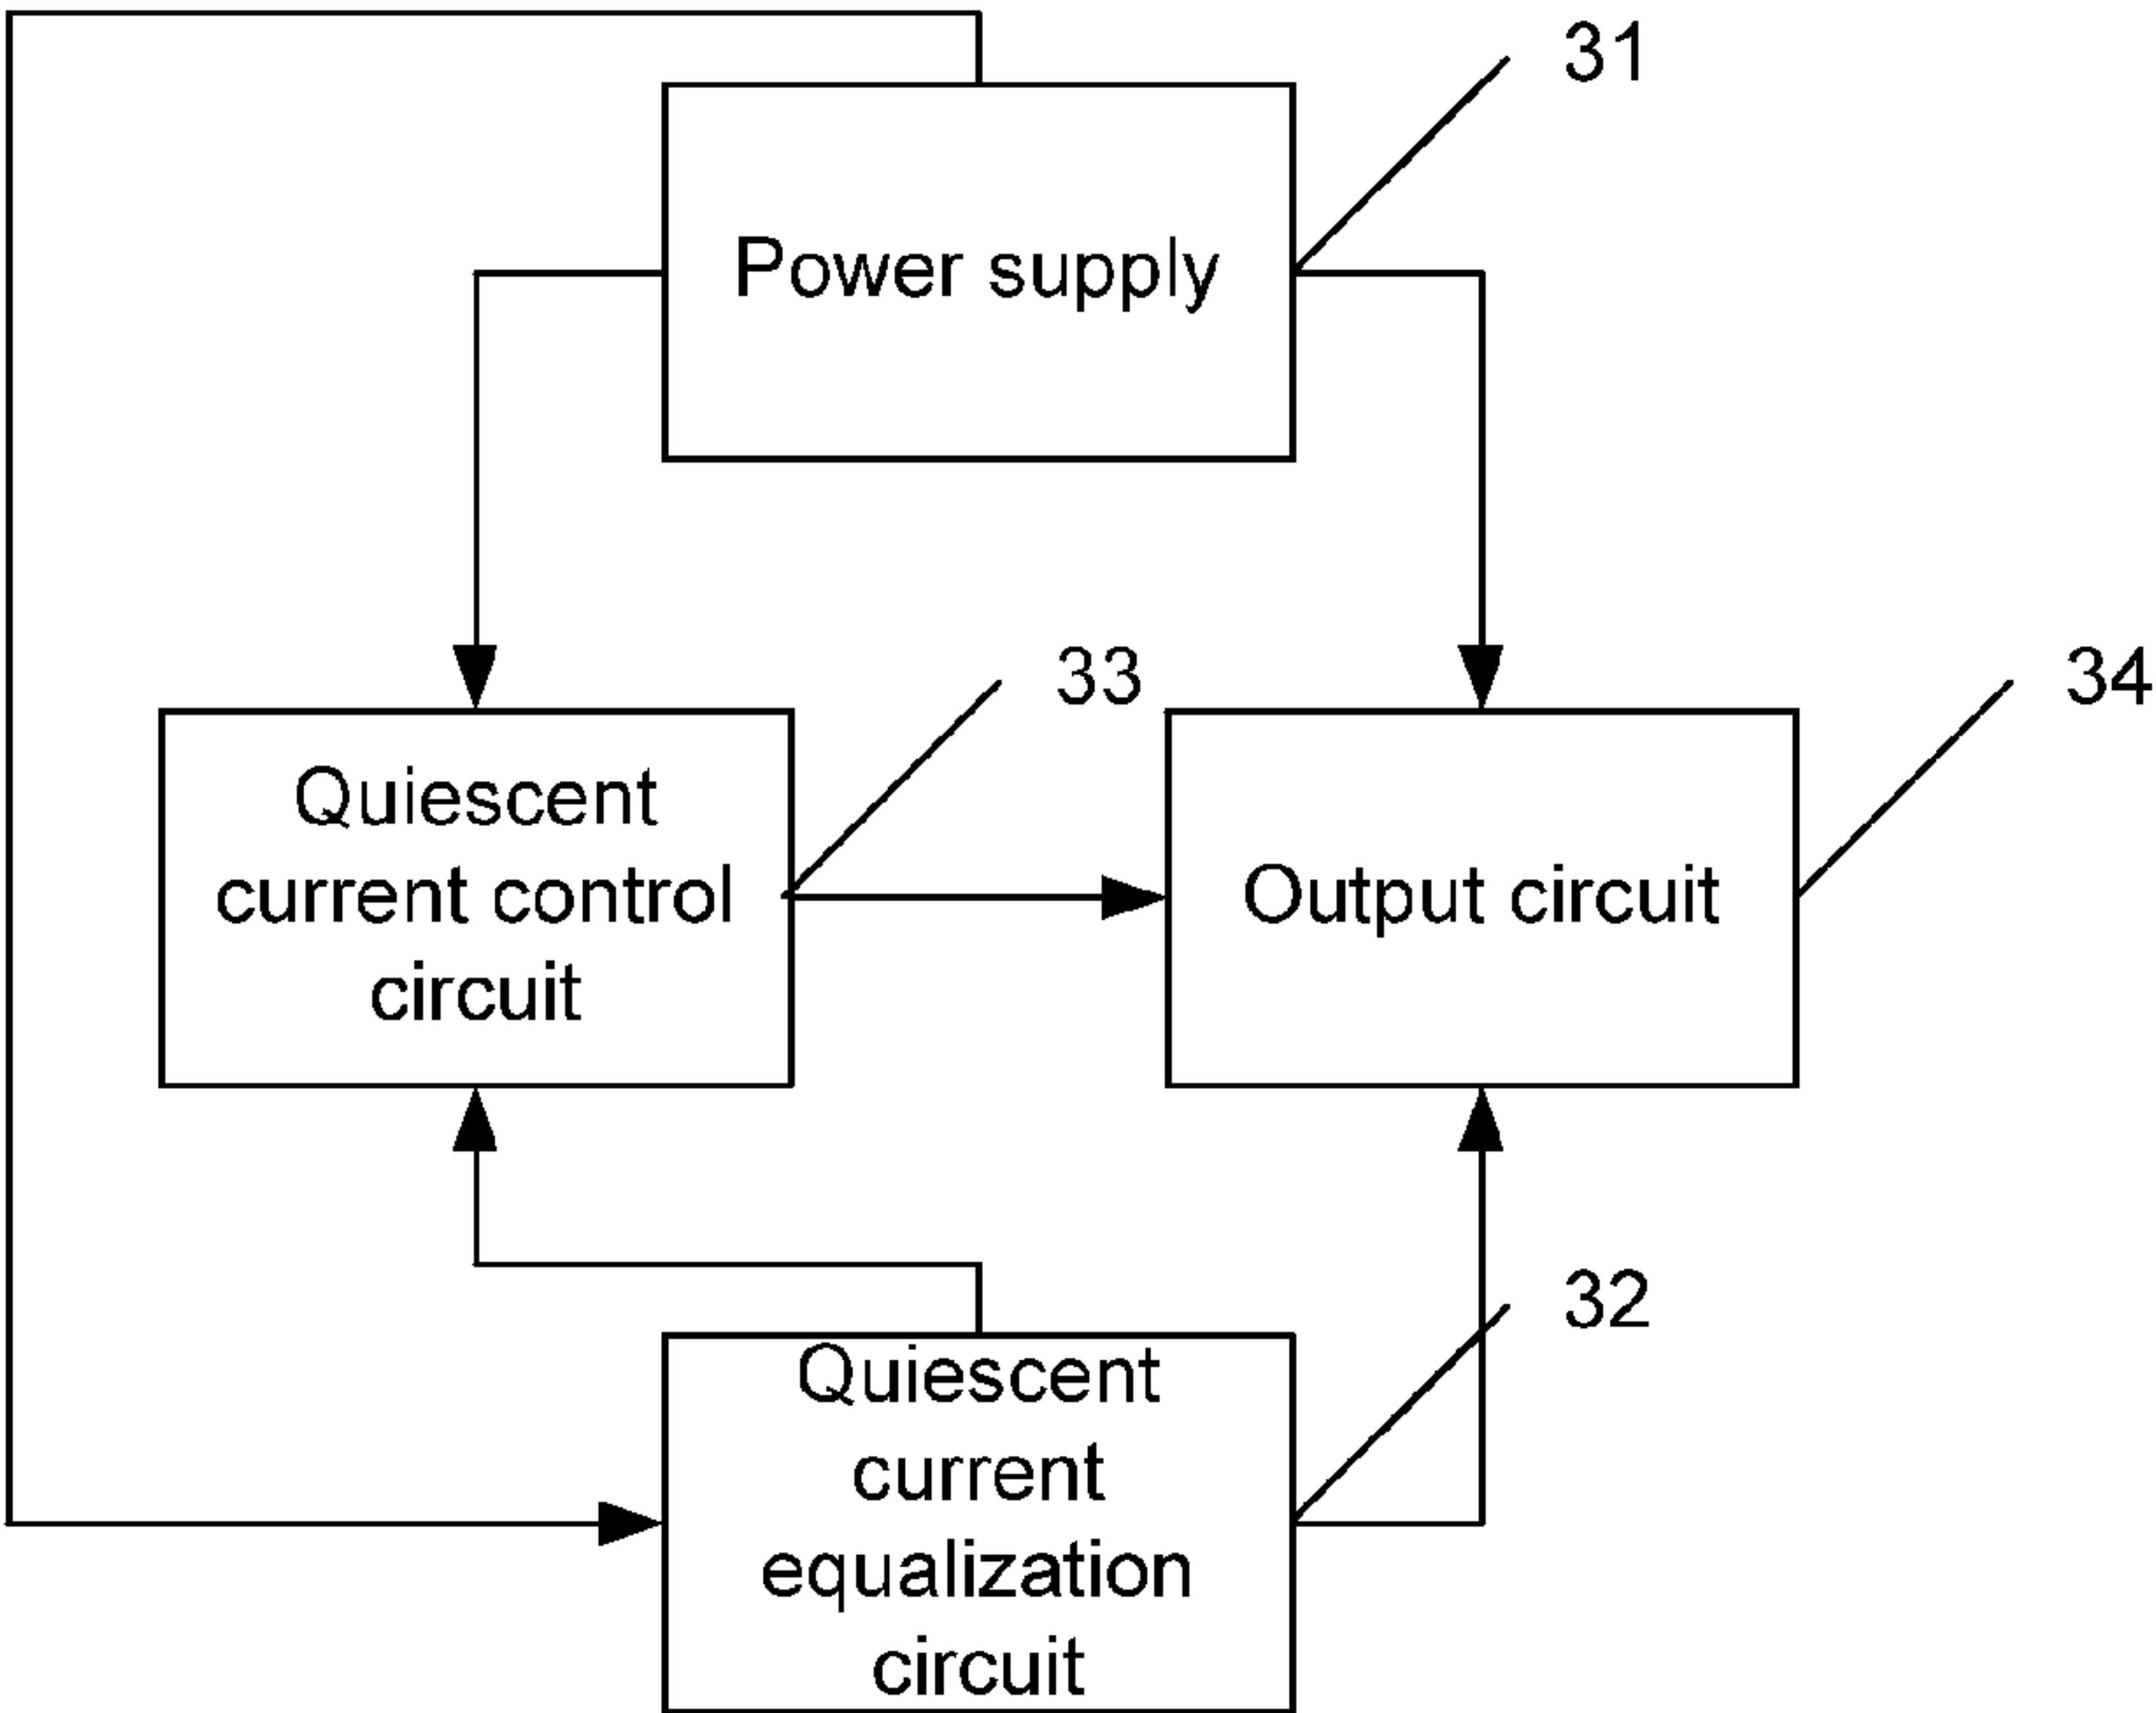 31
Power supply
33
34
Quiescent
current control
circuit
Output circuit
32
Quiescent
current
equalization
circuit